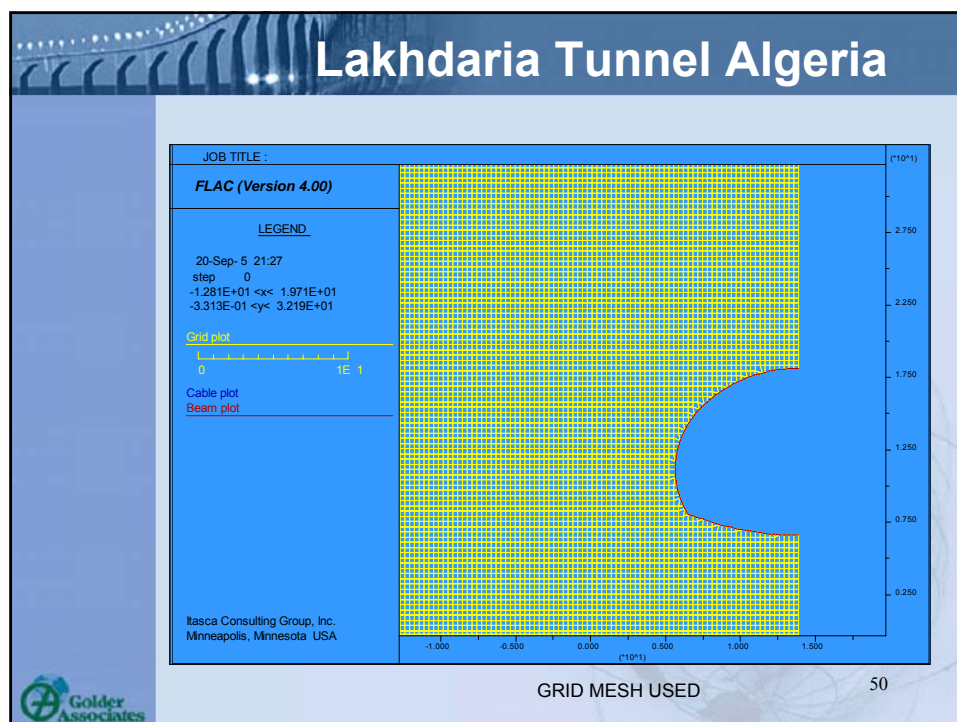 Lakhdaria Tunnel Algeria
JOB TITLE :
FLAC (Version 4.00)
LEGEND
20-Sep- 5 21:27
step 0
-1.281E+01 <x< 1.971E+01
-3.313E-01 <y< 3.219E+01
Grid plot
0 1E 1
Cable plot
Beam plot
Itasca Consulting Group, Inc.
Minneapolis, Minnesota USA
(*10^1)
2.750
2.250
1.750
1.250
0.750
0.250
-1.000 -0.500 0.000 0.500 1.000 1.500
(*10^1)
GRID MESH USED
50
Golder
Associates